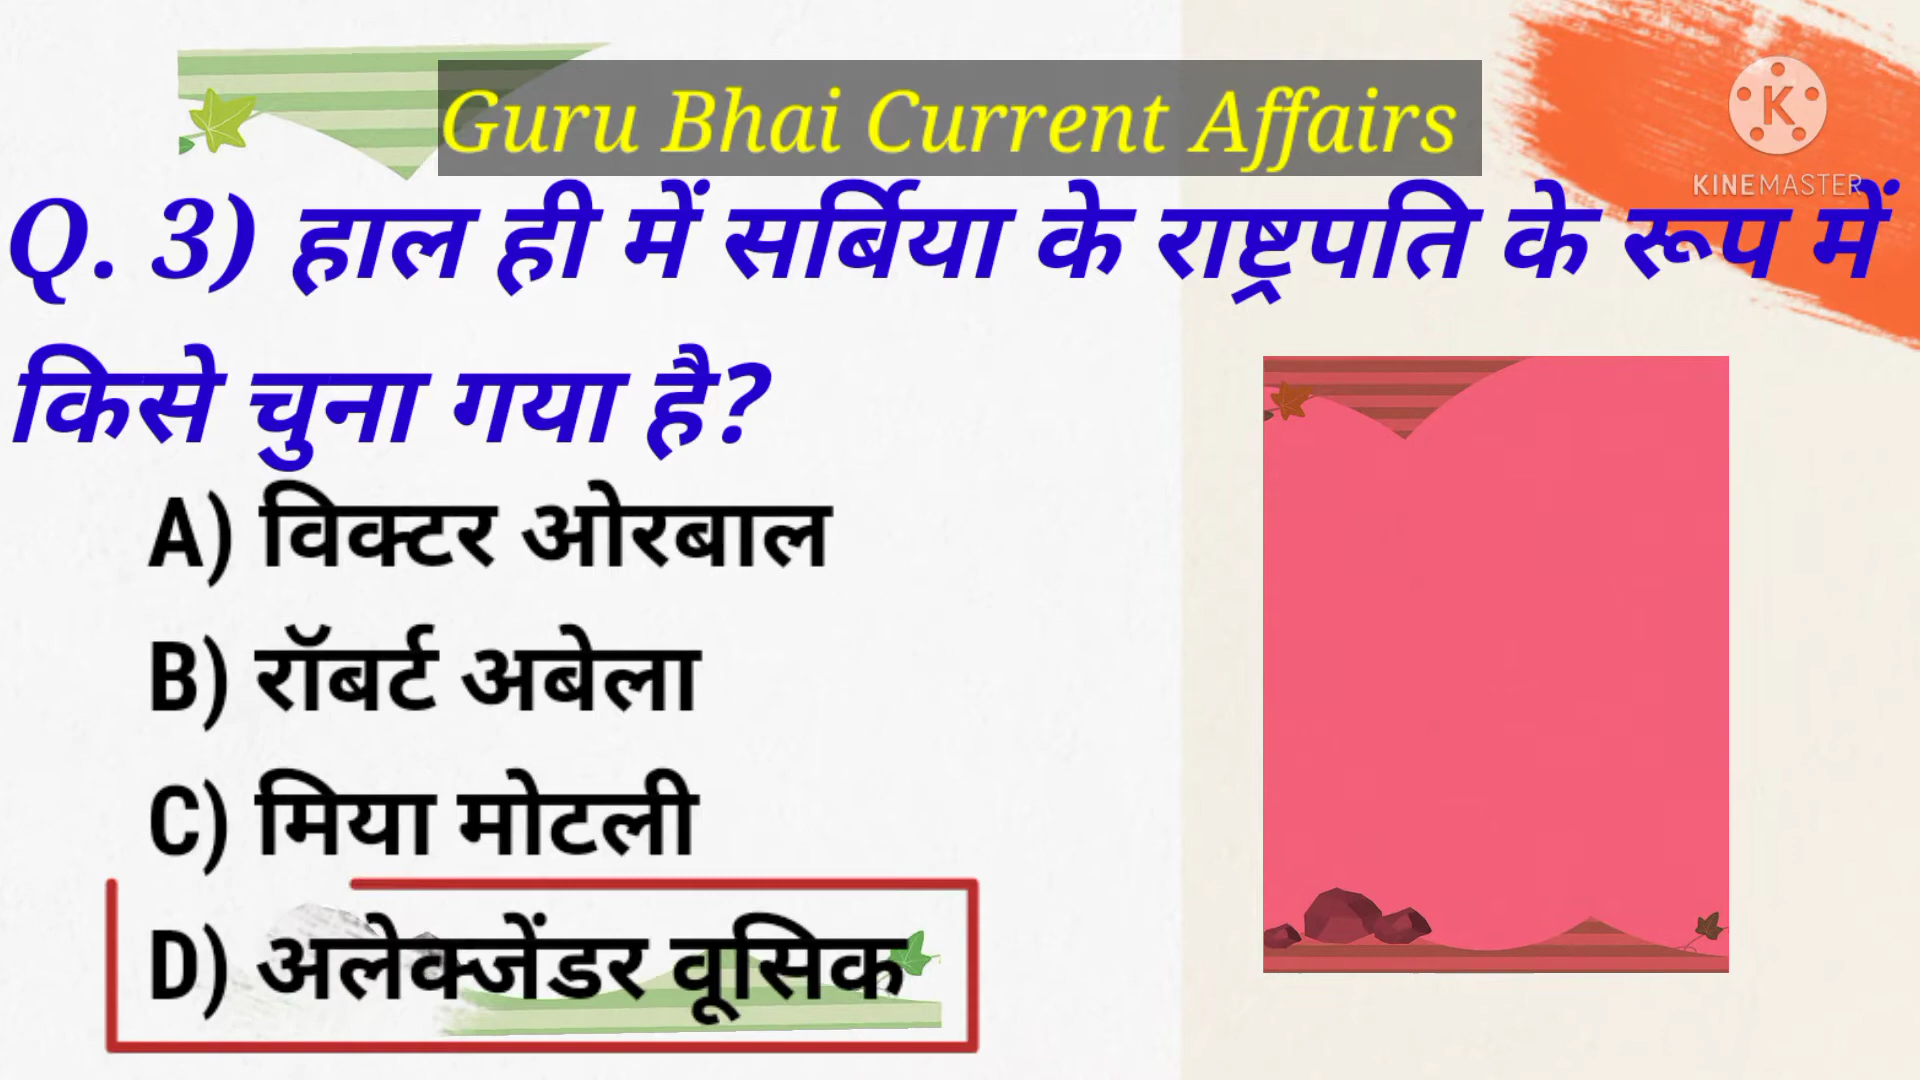 Guru Bhai Current Affairs
KINEMASTER
Q. 3) हाल ही में सर्बिया के राष्ट्रपति के रूप में
किसे चुना गया है?
A) विक्टर ओरबाल
B) रॉबर्ट अबेला
C) मिया मोटली
D) अलेक्जेंडर वूसिक